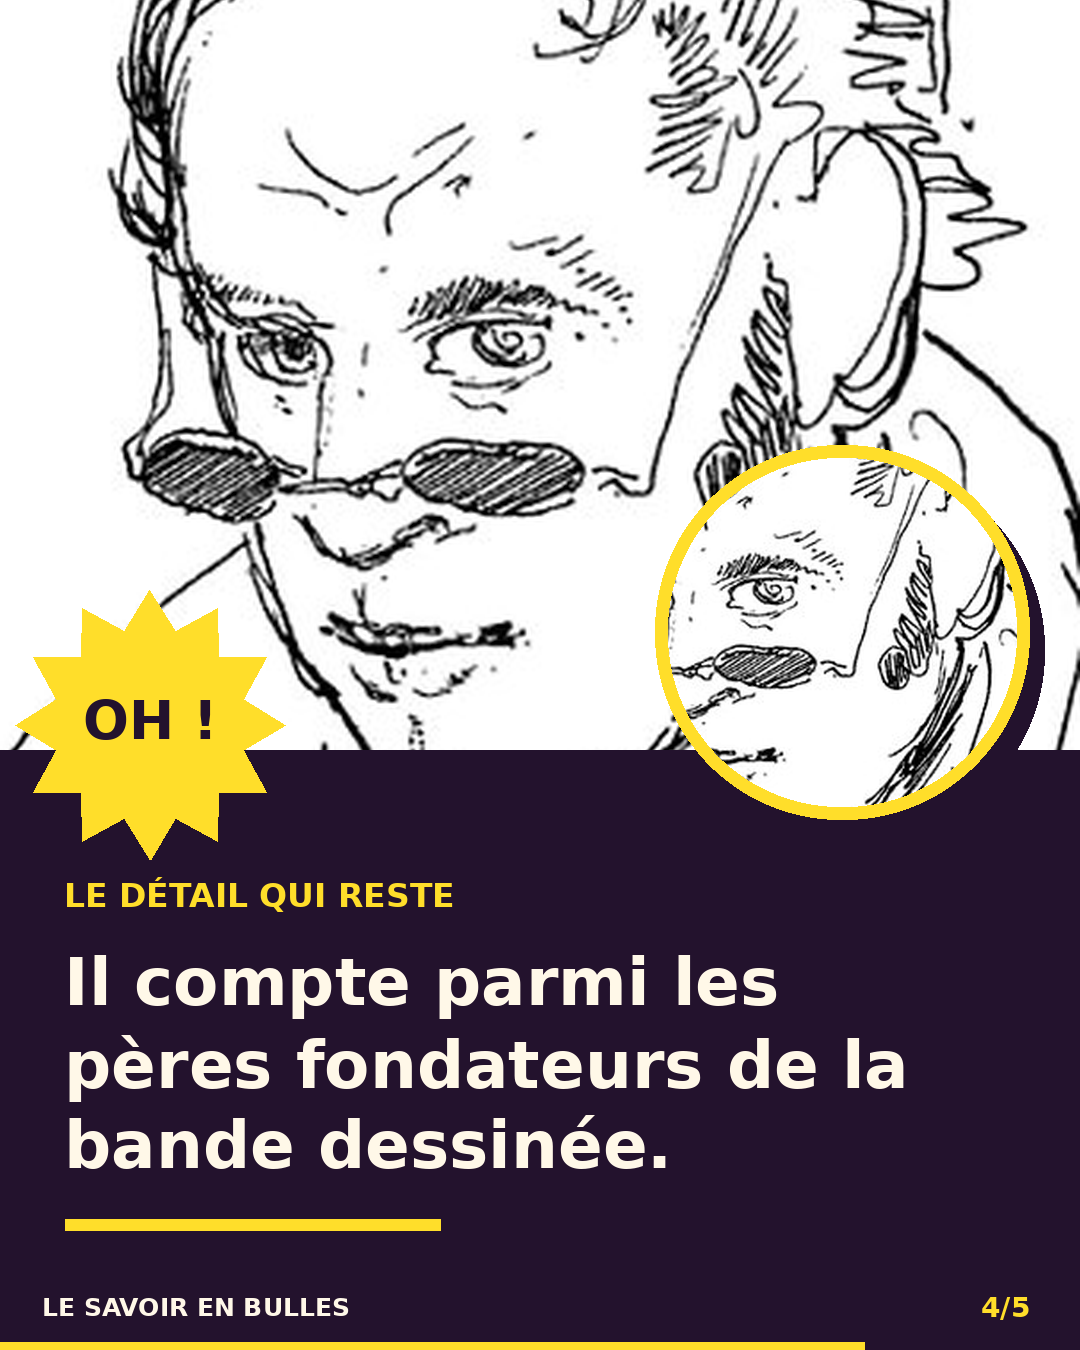 OH !
LE DÉTAIL QUI RESTE
Il compte parmi les
pères fondateurs de la
bande dessinée.
LE SAVOIR EN BULLES
4/5